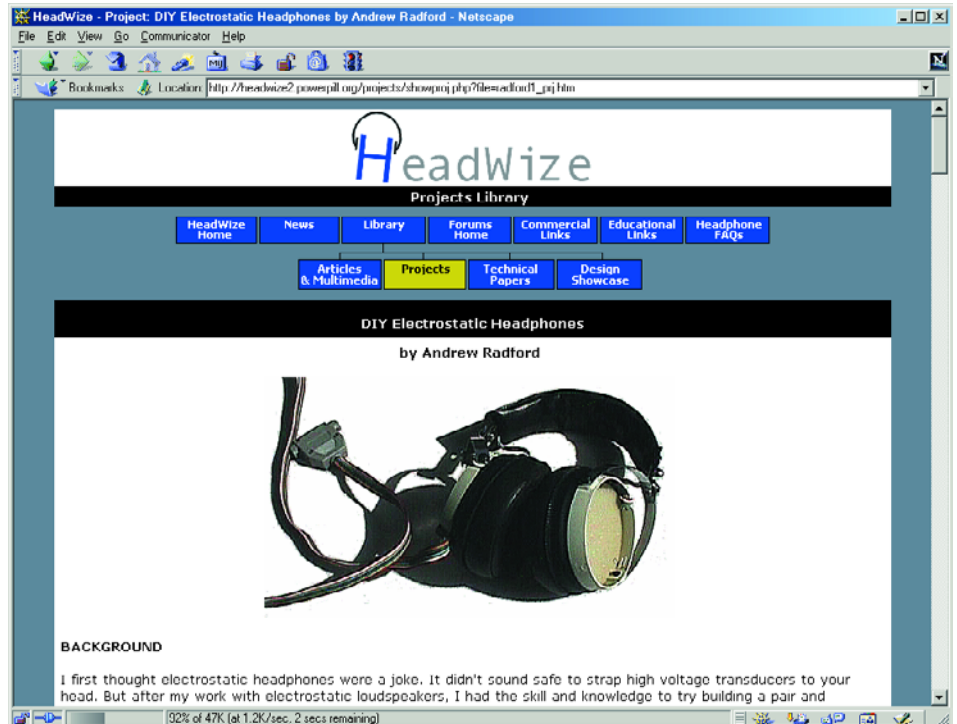 HeadWize - Project: DIY Electrostatic Headphones by Andrew Radford - Netscape
File Edit View Go Communicator Help
My
N
Bookmarks Location: http://headwize2.powerpill.org/projects/showproj.php?file=radford1_prj.htm
HeadWize
Projects Library
HeadWize Home News Library Forums Home Commercial Links Educational Links Headphone FAQs
Articles & Multimedia Projects Technical Papers Design Showcase
DIY Electrostatic Headphones
by Andrew Radford
BACKGROUND
I first thought electrostatic headphones were a joke. It didn't sound safe to strap high voltage transducers to your
head. But after my work with electrostatic loudspeakers, I had the skill and knowledge to try building a pair and
92% of 47K (at 1.2K/sec, 2 secs remaining)